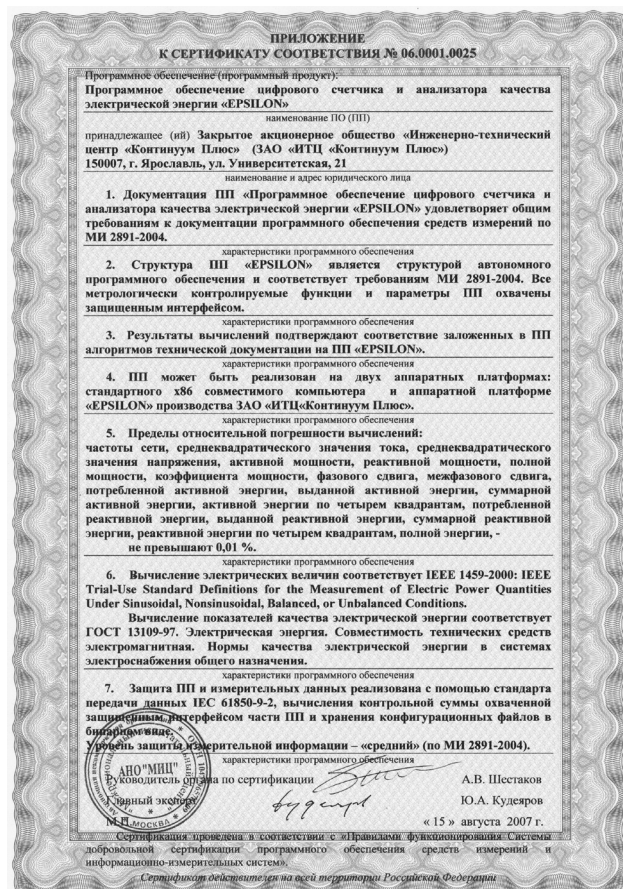 ПРИЛОЖЕНИЕ
К СЕРТИФИКАТУ СООТВЕТСТВИЯ № 06.0001.0025
Программное обеспечение (программный продукт):
Программное обеспечение цифрового счетчика и анализатора качества
электрической энергии «EPSILON»
наименование ПО (ПП)
принадлежащее (ий) Закрытое акционерное общество «Инженерно-технический
центр «Континуум Плюс» (ЗАО «ИТЦ «Континуум Плюс»)
150007, г. Ярославль, ул. Университетская, 21
наименование и адрес юридического лица
1. Документация ПП «Программное обеспечение цифрового счетчика и
анализатора качества электрической энергии «EPSILON» удовлетворяет общим
требованиям к документации программного обеспечения средств измерений по
МИ 2891-2004.
характеристики программного обеспечения
2. Структура ПП «EPSILON» является структурой автономного
программного обеспечения и соответствует требованиям МИ 2891-2004. Все
метрологически контролируемые функции и параметры ПП охвачены
защищенным интерфейсом.
характеристики программного обеспечения
3. Результаты вычислений подтверждают соответствие заложенных в ПП
алгоритмов технической документации на ПП «EPSILON».
характеристики программного обеспечения
4. ПП может быть реализован на двух аппаратных платформах:
стандартного x86 совместимого компьютера и аппаратной платформе
«EPSILON» производства ЗАО «ИТЦ«Континуум Плюс».
характеристики программного обеспечения
5. Пределы относительной погрешности вычислений:
частоты сети, среднеквадратического значения тока, среднеквадратического
значения напряжения, активной мощности, реактивной мощности, полной
мощности, коэффициента мощности, фазового сдвига, межфазового сдвига,
потребленной активной энергии, выданной активной энергии, суммарной
активной энергии, активной энергии по четырем квадрантам, потребленной
реактивной энергии, выданной реактивной энергии, суммарной реактивной
энергии, реактивной энергии по четырем квадрантам, полной энергии, -
не превышают 0,01 %.
характеристики программного обеспечения
6. Вычисление электрических величин соответствует IEEE 1459-2000: IEEE
Trial-Use Standard Definitions for the Measurement of Electric Power Quantities
Under Sinusoidal, Nonsinusoidal, Balanced, or Unbalanced Conditions.
Вычисление показателей качества электрической энергии соответствует
ГОСТ 13109-97. Электрическая энергия. Совместимость технических средств
электромагнитная. Нормы качества электрической энергии в системах
электроснабжения общего назначения.
характеристики программного обеспечения
7. Защита ПП и измерительных данных реализована с помощью стандарта
передачи данных IEC 61850-9-2, вычисления контрольной суммы охваченной
защищенным интерфейсом части ПП и хранения конфигурационных файлов в
бинарном виде.
Уровень защиты измерительной информации – «средний» (по МИ 2891-2004).
характеристики программного обеспечения
Руководитель органа по сертификации А.В. Шестаков
Главный эксперт Ю.А. Кудеяров
АНО "МИЦ"
МОСКВА
М.П. « 15 » августа 2007 г.
Сертификация проведена в соответствии с «Правилами функционирования Системы
добровольной сертификации программного обеспечения средств измерений и
информационно-измерительных систем».
Сертификат действителен на всей территории Российской Федерации